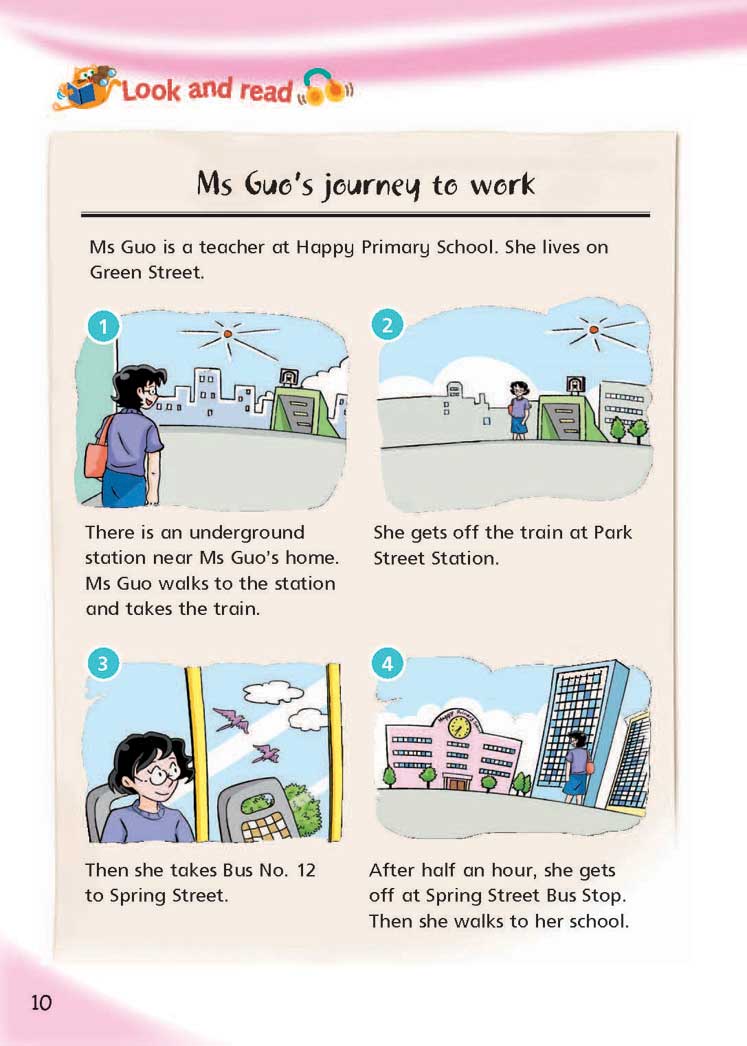 Look and read
Ms Guo's journey to work
Ms Guo is a teacher at Happy Primary School. She lives on
Green Street.
1
There is an underground
station near Ms Guo's home.
Ms Guo walks to the station
and takes the train.
2
She gets off the train at Park
Street Station.
3
Then she takes Bus No. 12
to Spring Street.
4
Happy Primary School
After half an hour, she gets
off at Spring Street Bus Stop.
Then she walks to her school.
10